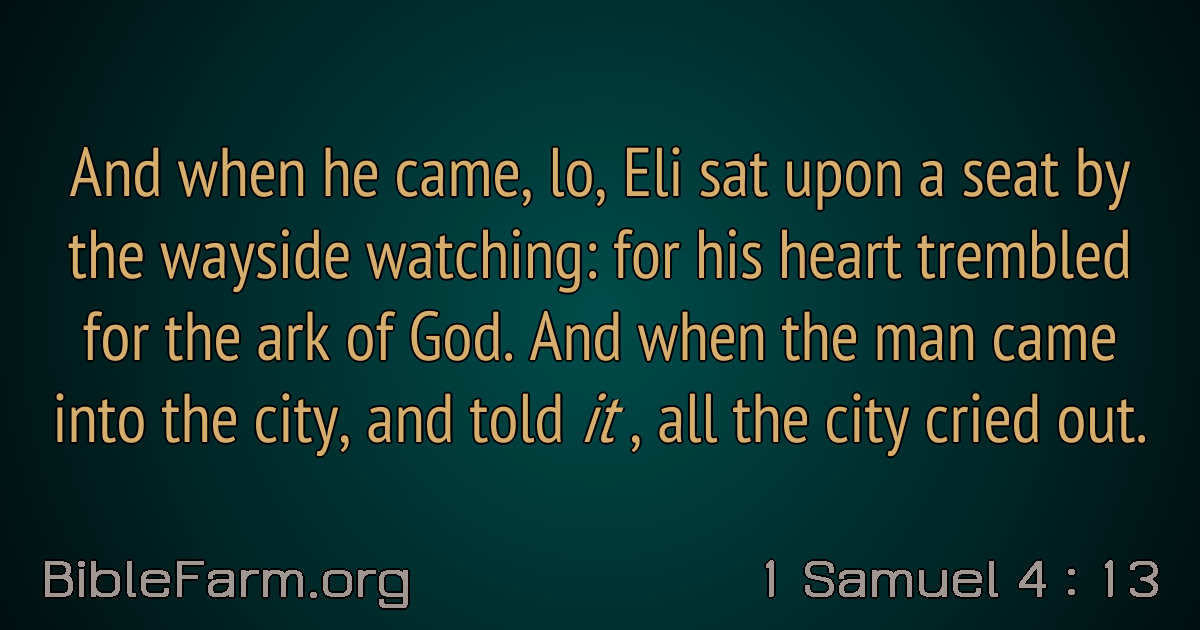 And when he came, lo, Eli sat upon a seat by
the wayside watching: for his heart trembled
for the ark of God. And when the man came
into the city, and told it , all the city cried out.
BibleFarm.org
1 Samuel 4 : 13